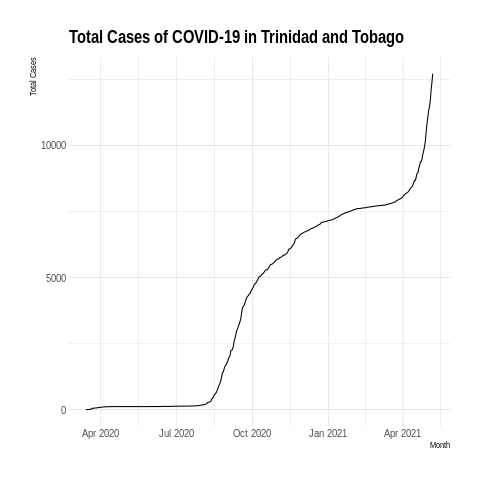 Total Cases of COVID-19 in Trinidad and Tobago
Total Cases
10000
5000
0
Apr 2020 Jul 2020 Oct 2020 Jan 2021 Apr 2021
Month